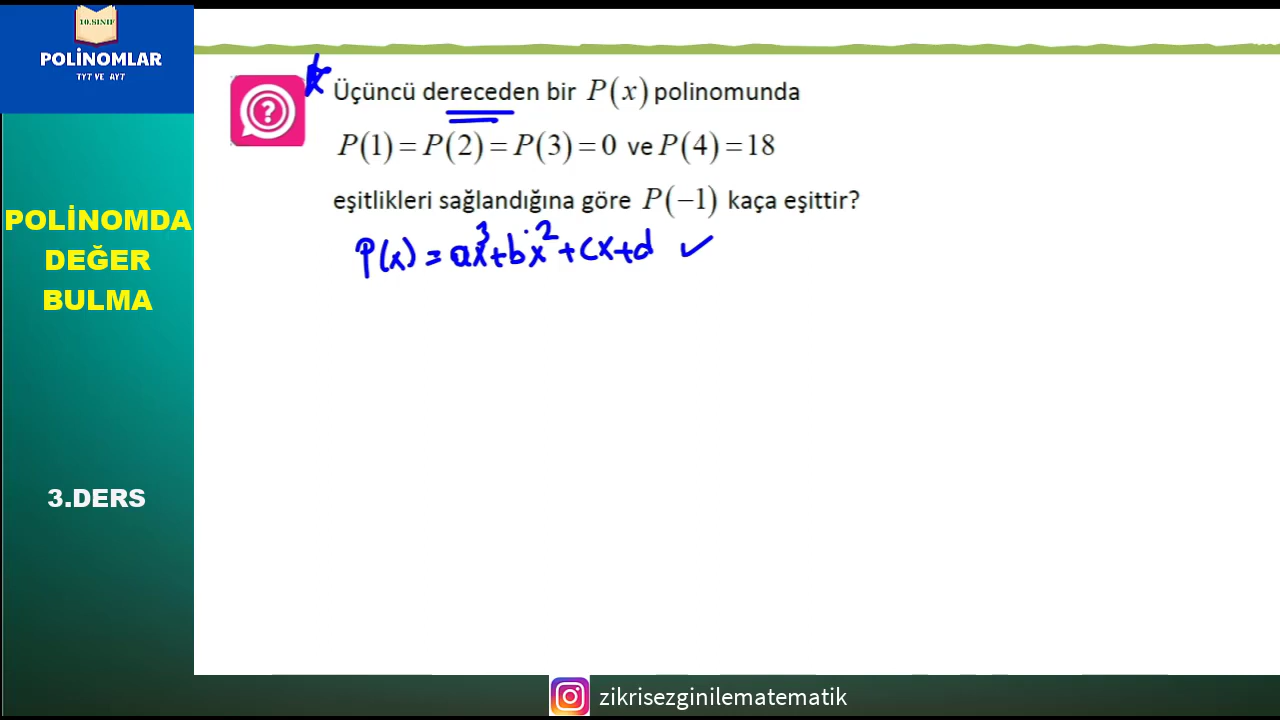 10.SINIF
POLİNOMLAR
TYT VE AYT
POLİNOMDA
DEĞER
BULMA
3.DERS
Üçüncü dereceden bir P(x) polinomunda
P(1) = P(2) = P(3) = 0 ve P(4) = 18
eşitlikleri sağlandığına göre P(−1) kaça eşittir?
P(x) = ax³+bx²+cx+d ✓
zikrisezginilematematik